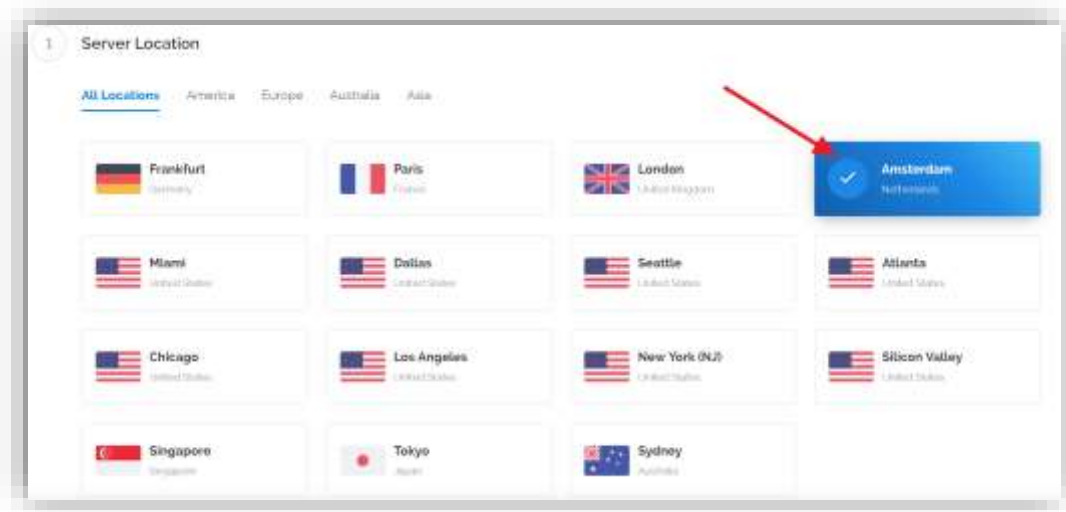 1 Server Location
All Locations America Europe Australia Asia
Frankfurt Paris London Amsterdam
Germany France United Kingdom Netherlands
Miami Dallas Seattle Atlanta
United States United States United States United States
Chicago Los Angeles New York (NJ) Silicon Valley
United States United States United States United States
Singapore Tokyo Sydney
Singapore Japan Australia